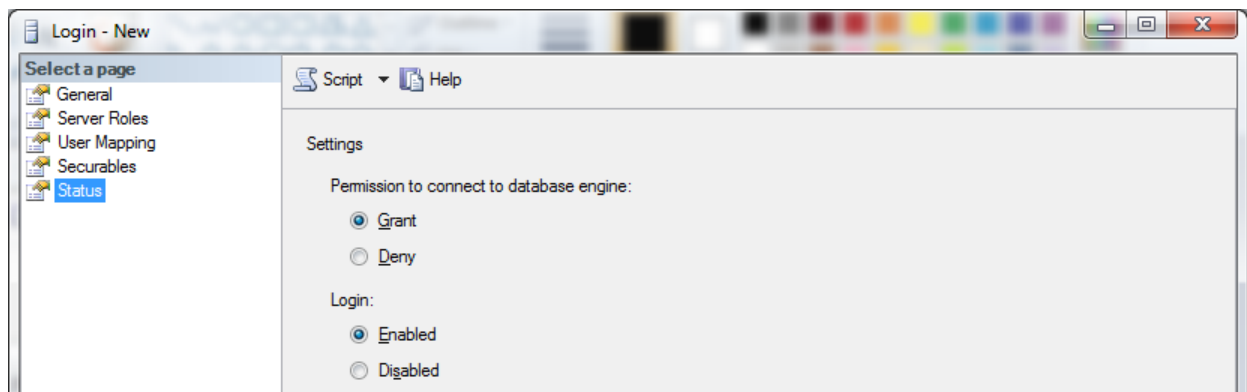 Login - New
Select a page
General
Server Roles
User Mapping
Securables
Status
Script
Help
Settings
Permission to connect to database engine:
Grant
Deny
Login:
Enabled
Disabled